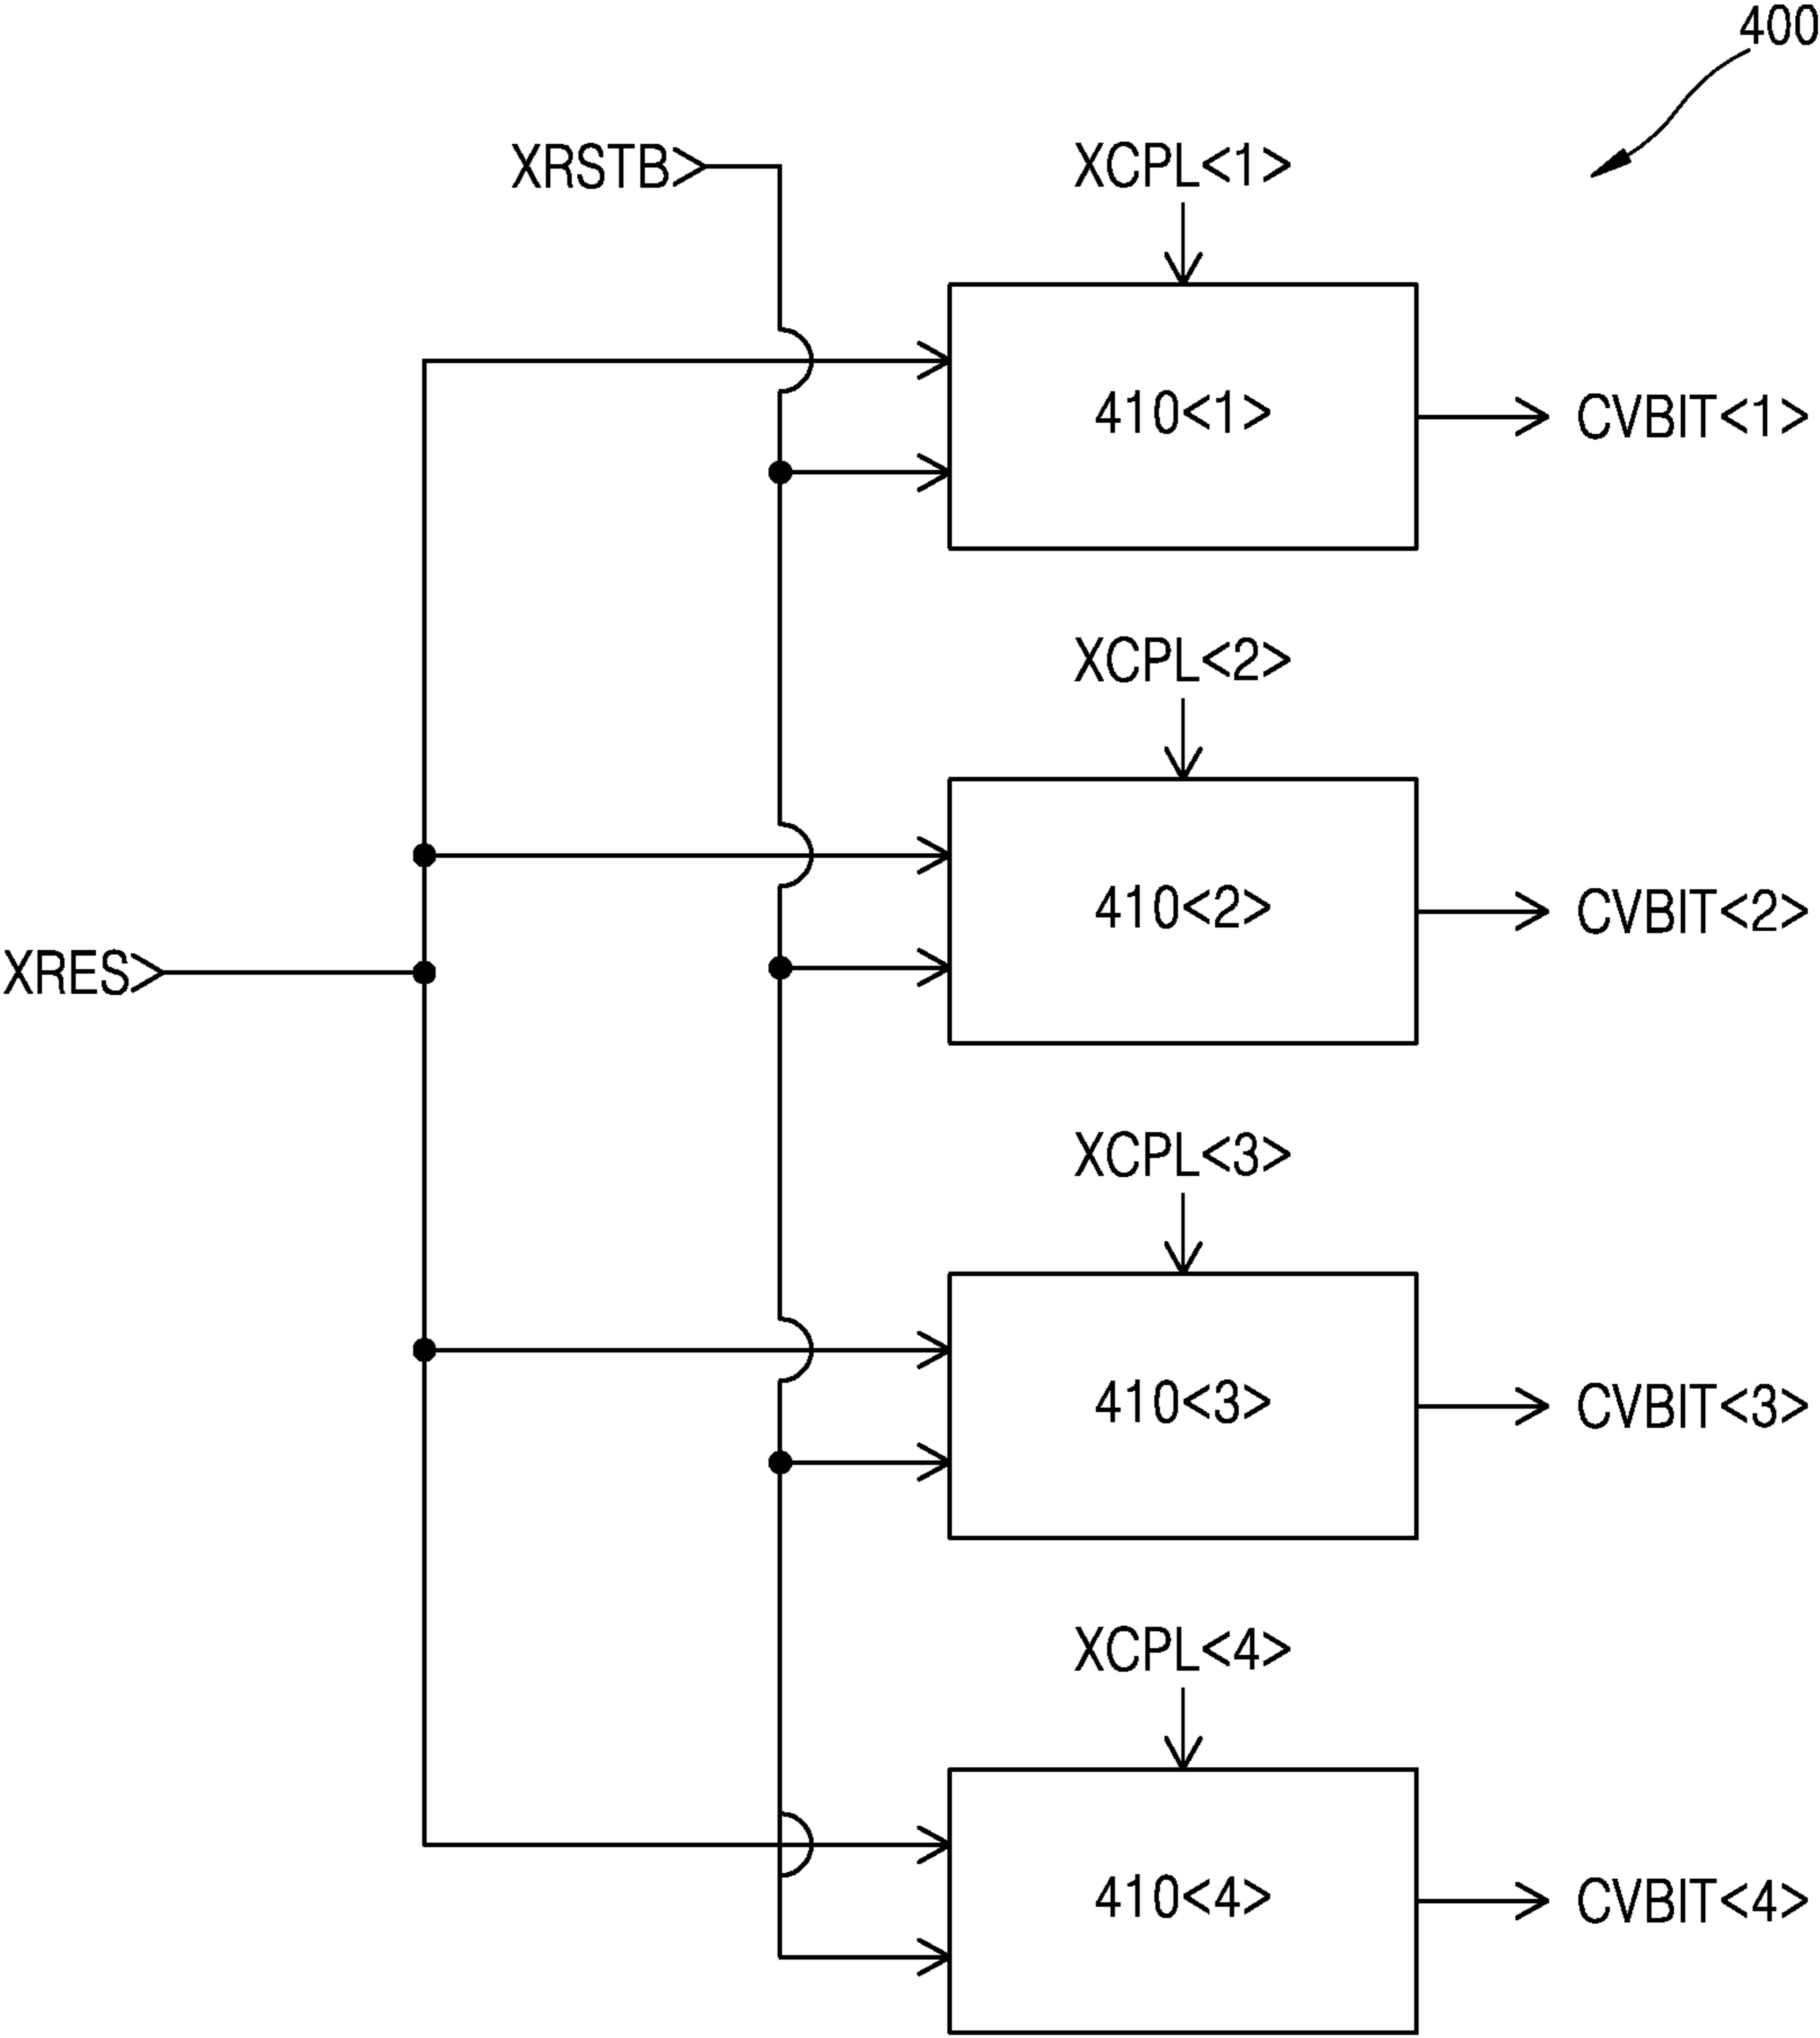 400
XRSTB
XCPL<1>
410<1>
CVBIT<1>
XCPL<2>
410<2>
CVBIT<2>
XRES
XCPL<3>
410<3>
CVBIT<3>
XCPL<4>
410<4>
CVBIT<4>